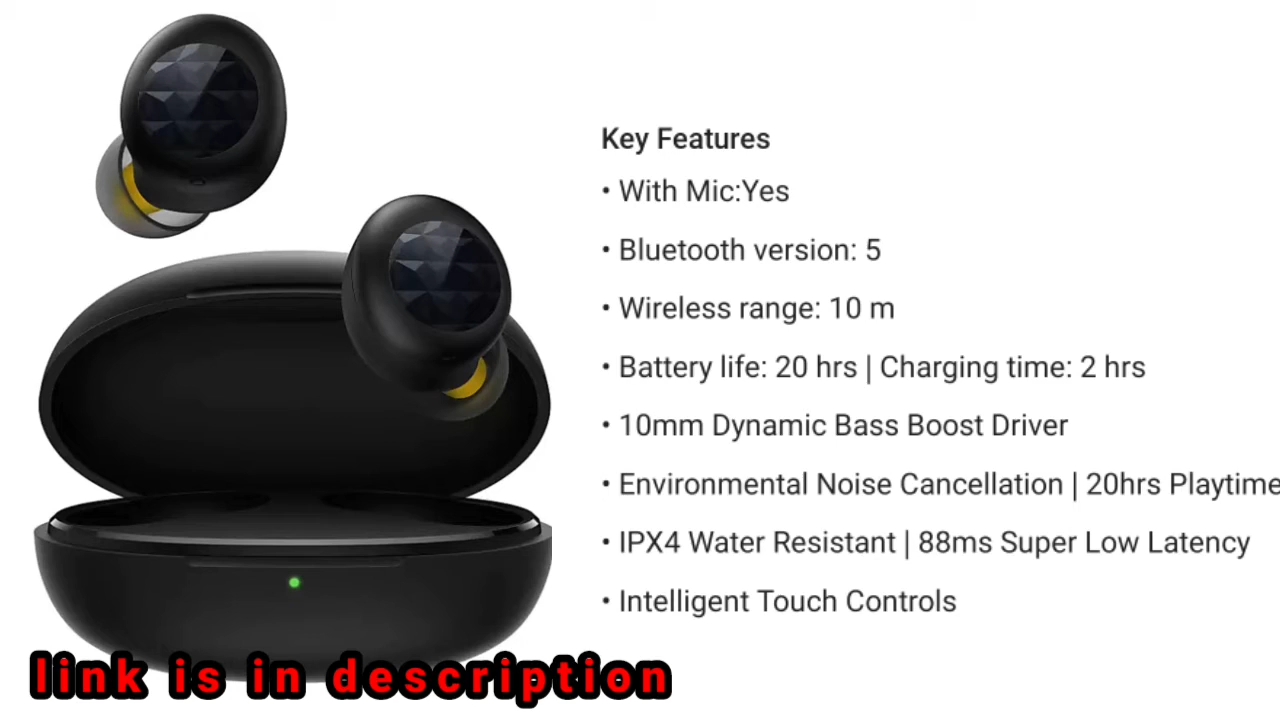 Key Features
• With Mic:Yes
• Bluetooth version: 5
• Wireless range: 10 m
• Battery life: 20 hrs | Charging time: 2 hrs
• 10mm Dynamic Bass Boost Driver
• Environmental Noise Cancellation | 20hrs Playtime
• IPX4 Water Resistant | 88ms Super Low Latency
• Intelligent Touch Controls
link is in description